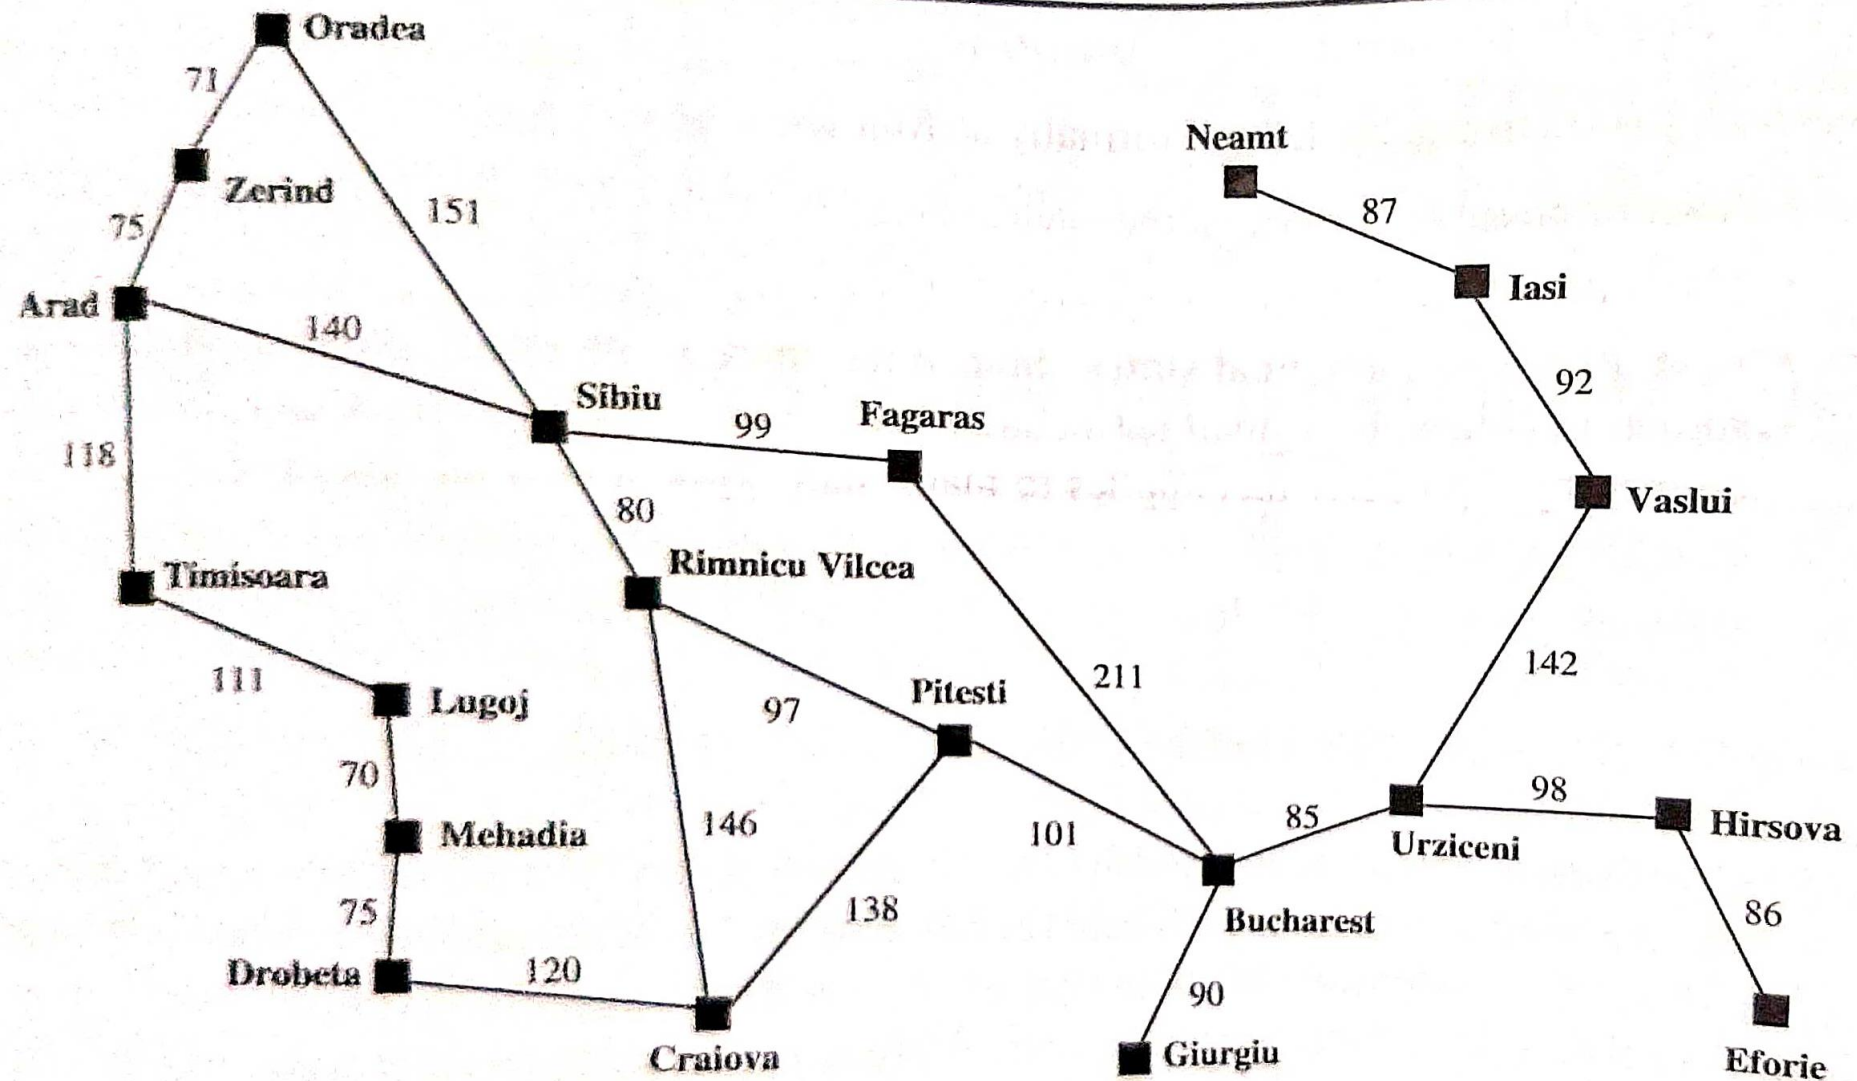 Oradea
71
Zerind
151
75
Arad
140
118
Sibiu
99
Fagaras
80
Rimnicu Vilcea
Timisoara
111
Lugoj
97
Pitesti
211
70
Mehadia
146
101
75
138
Drobeta
120
Craiova
Neamt
87
Iasi
92
Vaslui
142
85
98
Urziceni
Hirsova
Bucharest
86
90
Giurgiu
Eforie